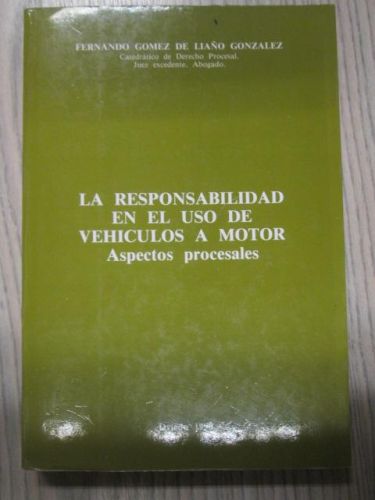 FERNANDO GOMEZ DE LIAÑO GONZALEZ
Catedrático de Derecho Procesal.
Juez excedente. Abogado.
LA RESPONSABILIDAD
EN EL USO DE
VEHICULOS A MOTOR
Aspectos procesales
Oviedo